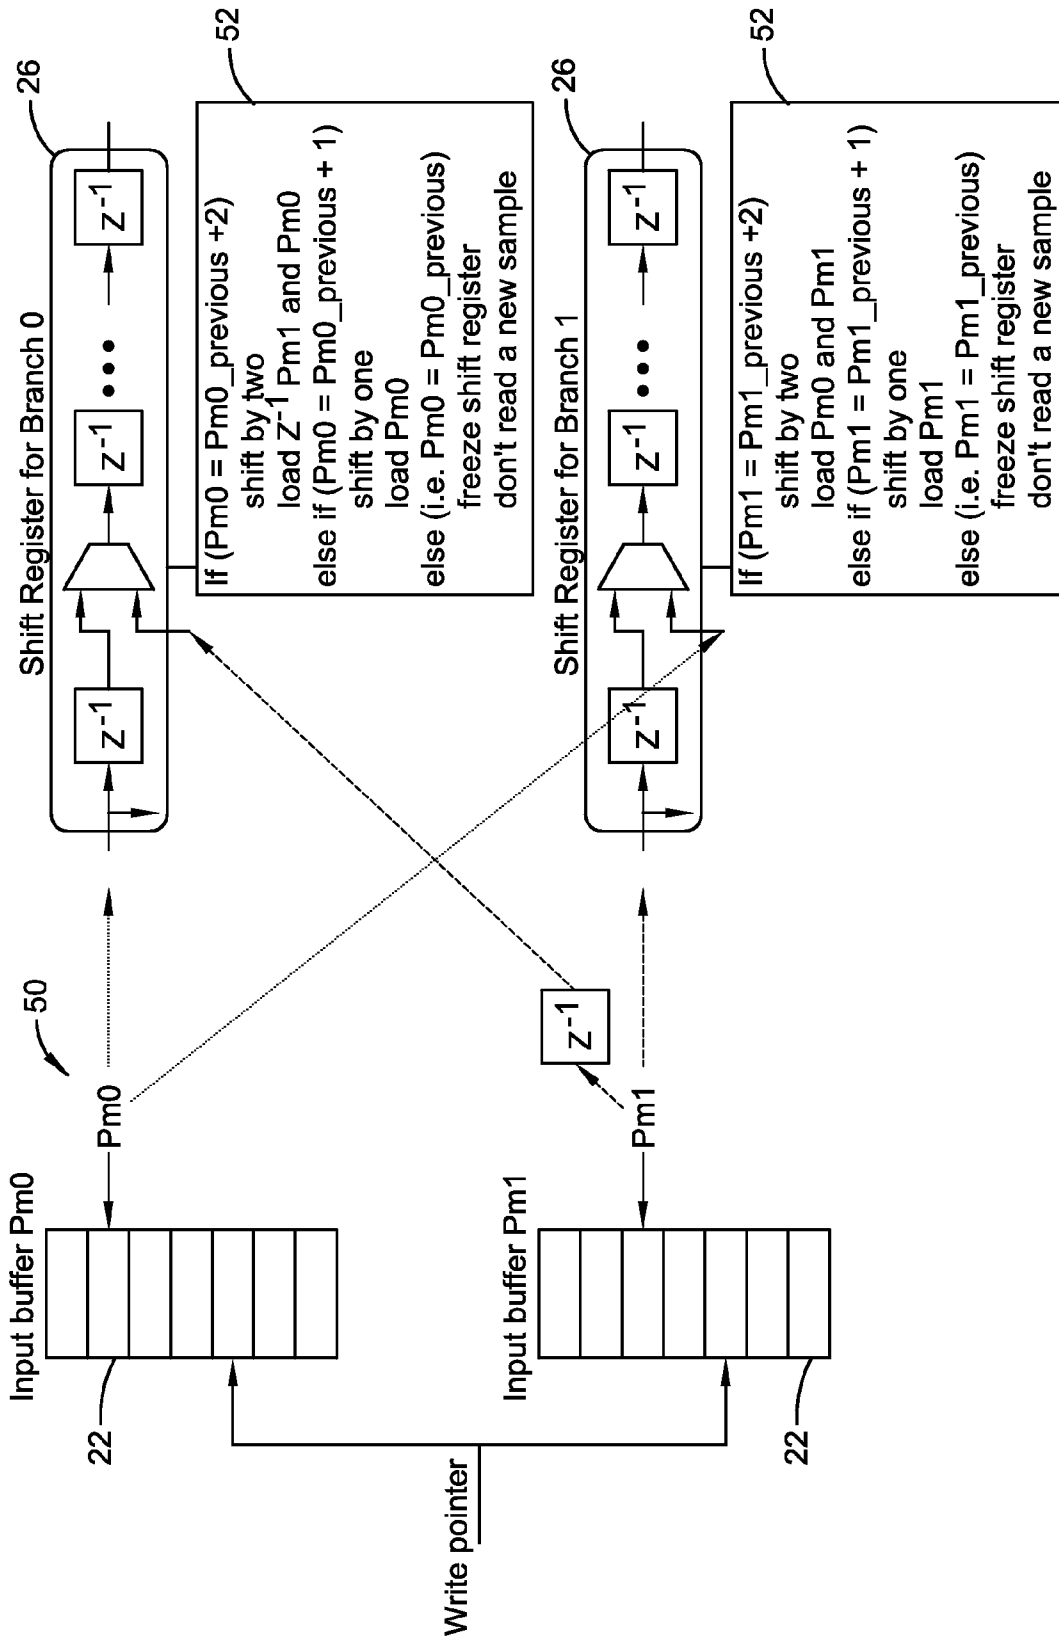 Input buffer Pm0
22
Write pointer
Input buffer Pm1
22
50
Pm0
Pm1
Z⁻¹
Shift Register for Branch 0
26
Z⁻¹
Z⁻¹
Z⁻¹
52
If (Pm0 = Pm0_previous +2)
shift by two
load Z⁻¹ Pm1 and Pm0
else if (Pm0 = Pm0_previous + 1)
shift by one
load Pm0
else (i.e. Pm0 = Pm0_previous)
freeze shift register
don't read a new sample
Shift Register for Branch 1
26
Z⁻¹
Z⁻¹
Z⁻¹
52
If (Pm1 = Pm1_previous +2)
shift by two
load Pm0 and Pm1
else if (Pm1 = Pm1_previous + 1)
shift by one
load Pm1
else (i.e. Pm1 = Pm1_previous)
freeze shift register
don't read a new sample